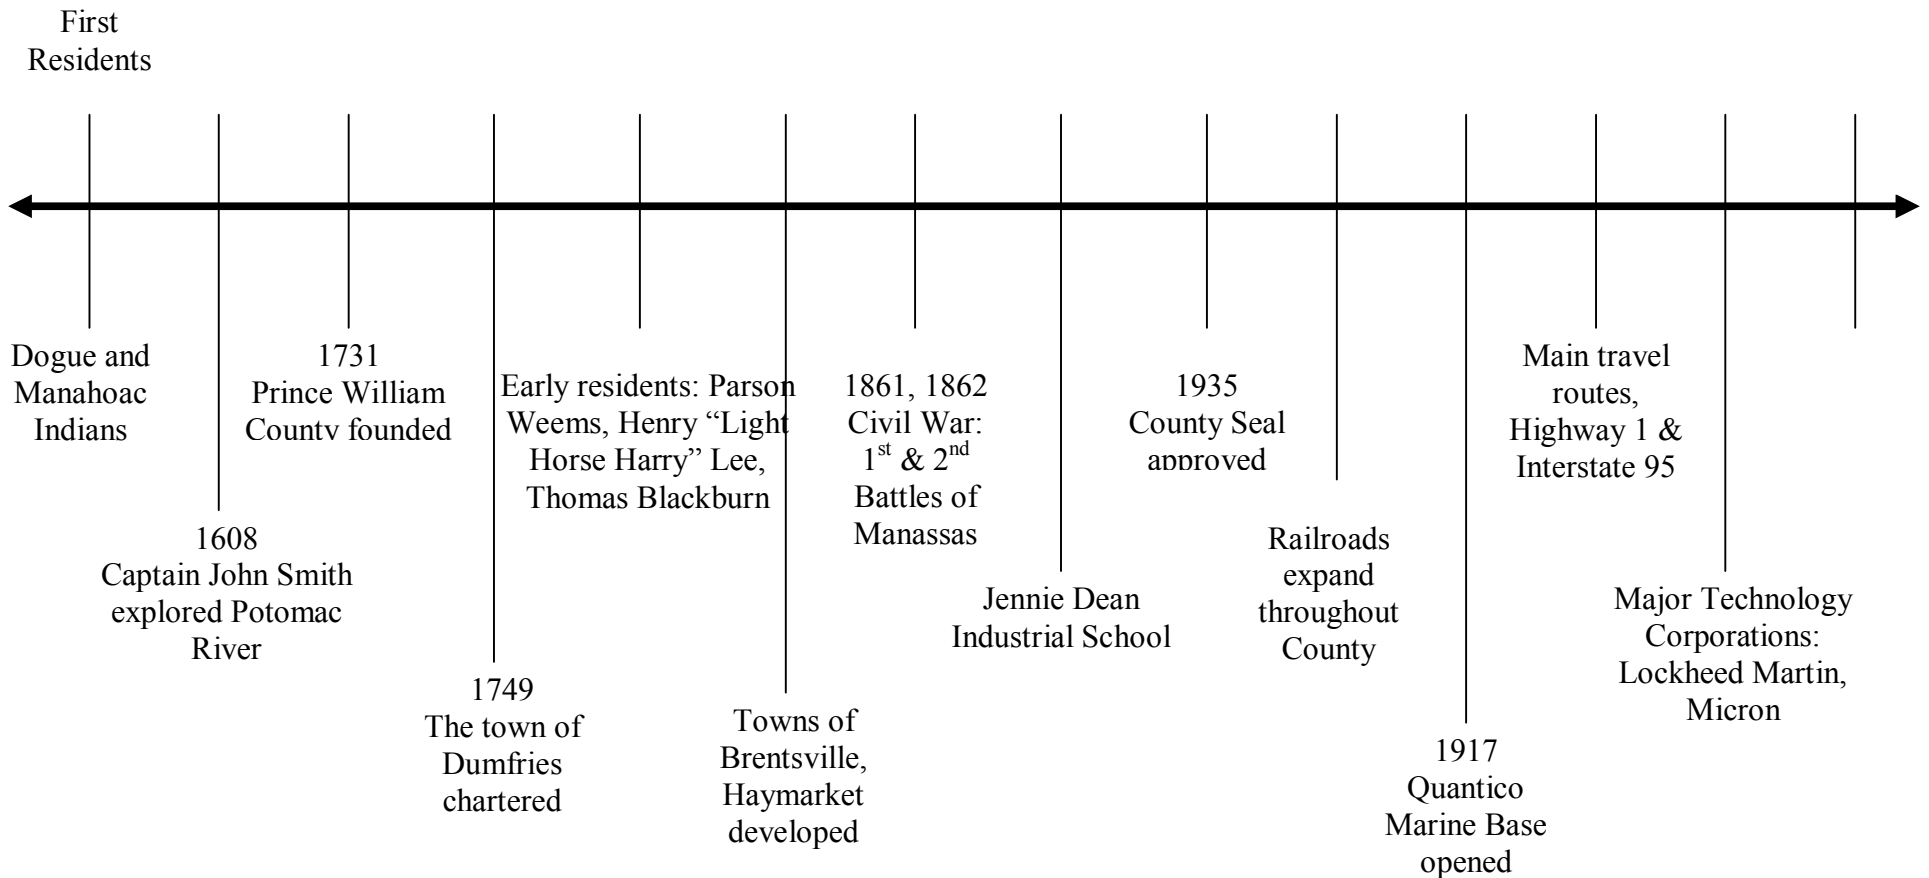 First
Residents
Dogue and
Manahoac
Indians
1608
Captain John Smith
explored Potomac
River
1731
Prince William
County founded
1749
The town of
Dumfries
chartered
Early residents: Parson
Weems, Henry “Light
Horse Harry” Lee,
Thomas Blackburn
Towns of
Brentsville,
Haymarket
developed
1861, 1862
Civil War:
1st & 2nd
Battles of
Manassas
Jennie Dean
Industrial School
1935
County Seal
approved
Railroads
expand
throughout
County
1917
Quantico
Marine Base
opened
Main travel
routes,
Highway 1 &
Interstate 95
Major Technology
Corporations:
Lockheed Martin,
Micron